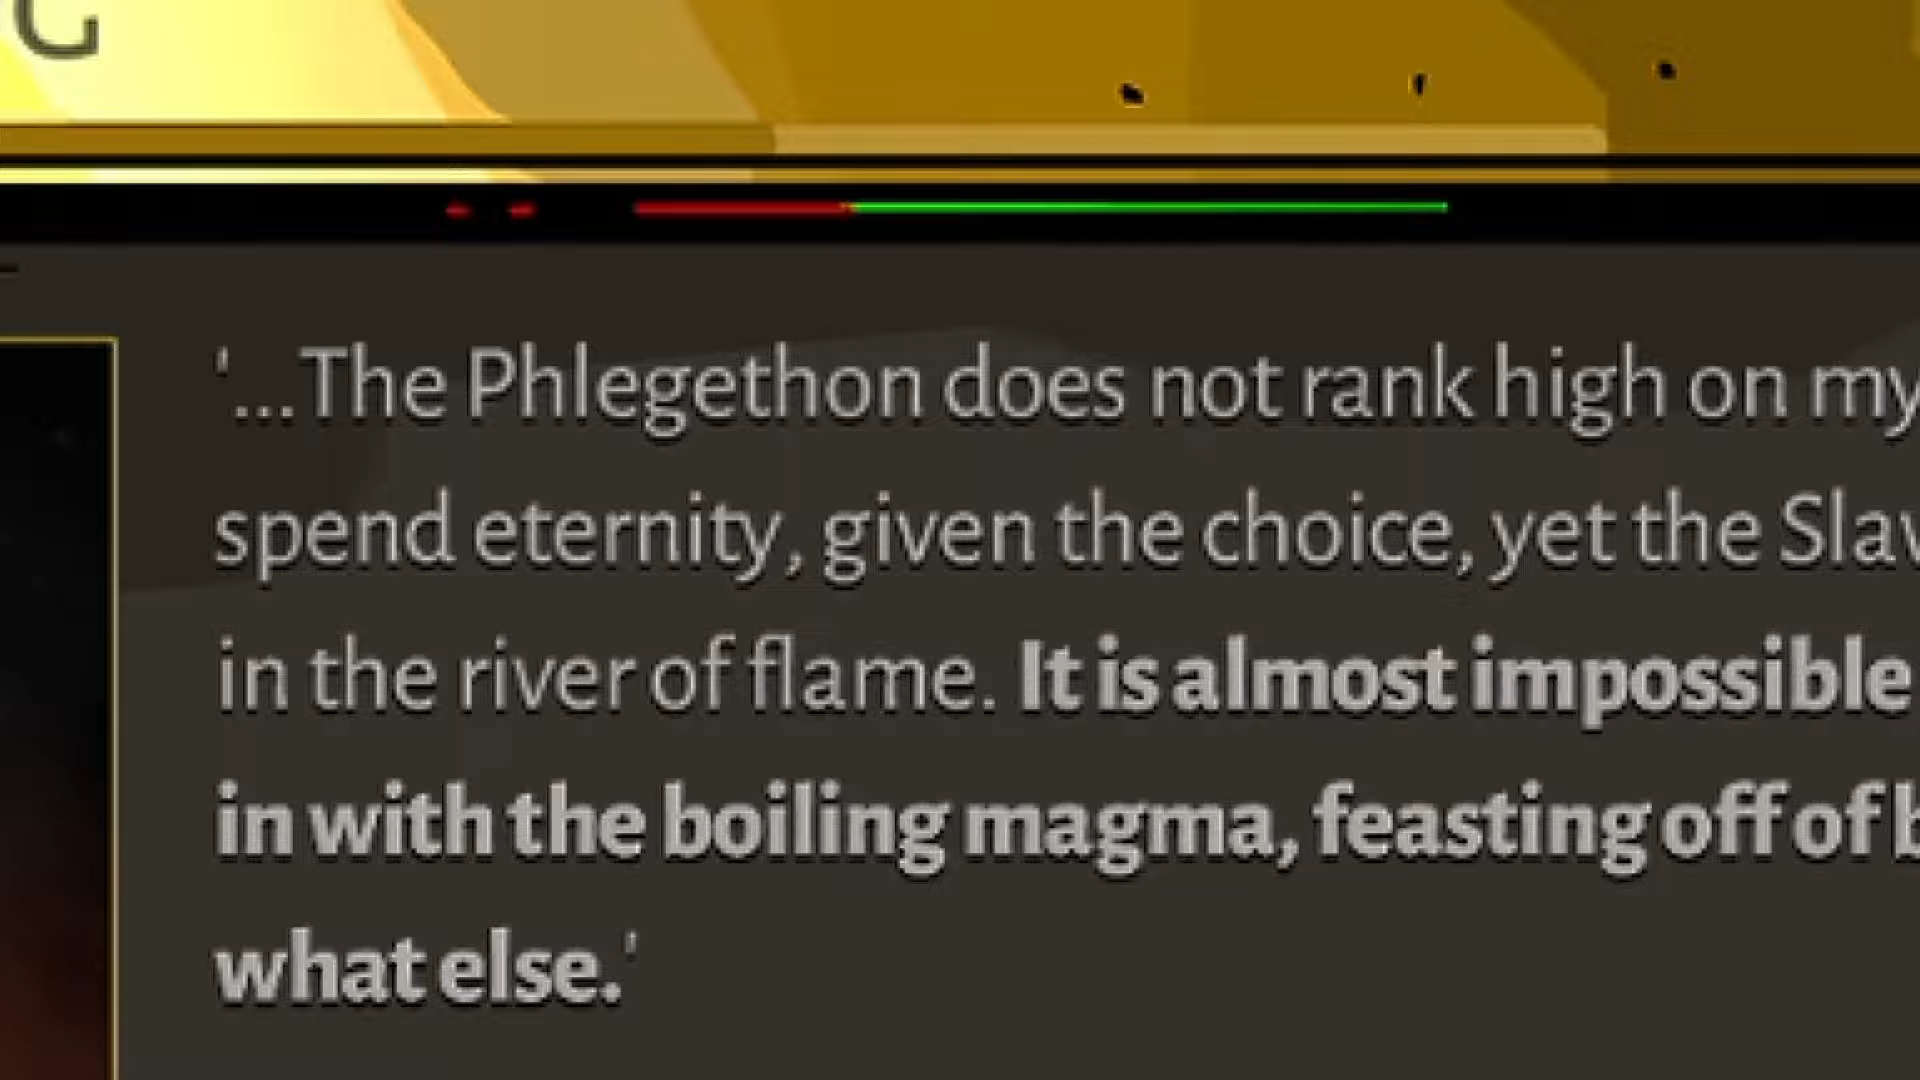 G
'...The Phlegethon does not rank high on my
spend eternity, given the choice, yet the Slav
in the river of flame. It is almost impossible
in with the boiling magma, feasting off of b
what else.'